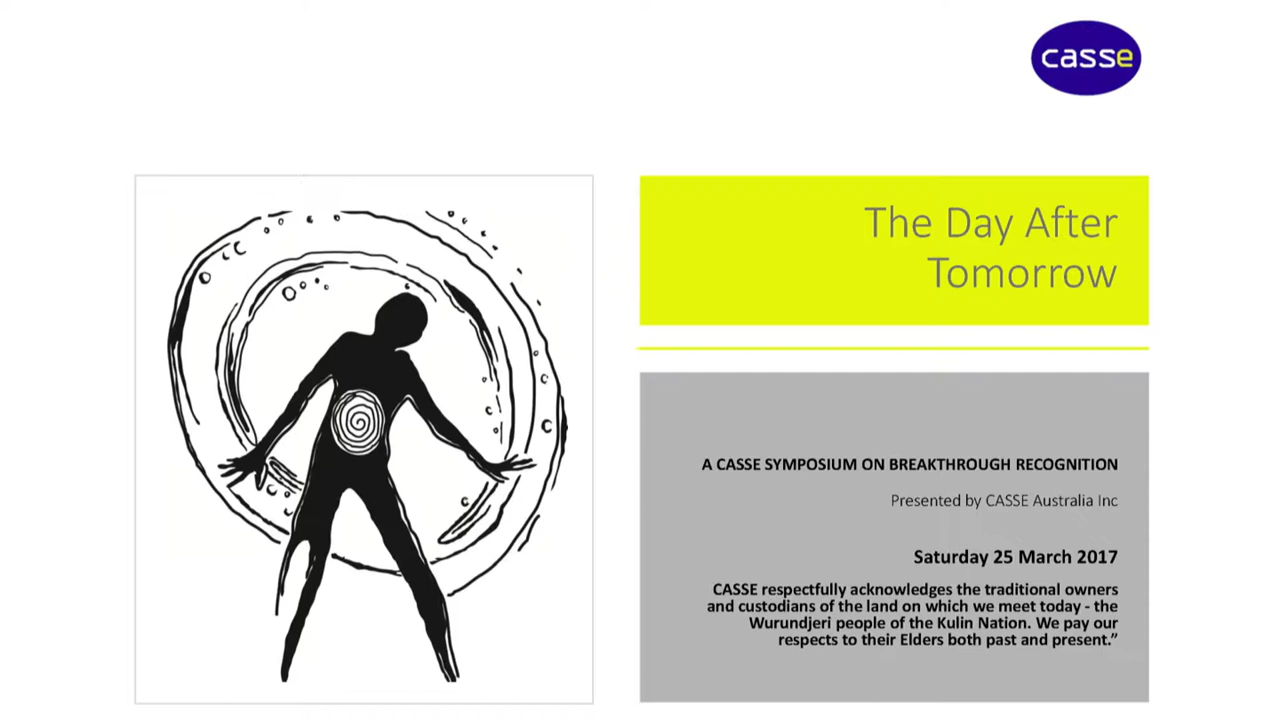 casse
The Day After
Tomorrow
A CASSE SYMPOSIUM ON BREAKTHROUGH RECOGNITION
Presented by CASSE Australia Inc
Saturday 25 March 2017
CASSE respectfully acknowledges the traditional owners
and custodians of the land on which we meet today - the
Wurundjeri people of the Kulin Nation. We pay our
respects to their Elders both past and present.”